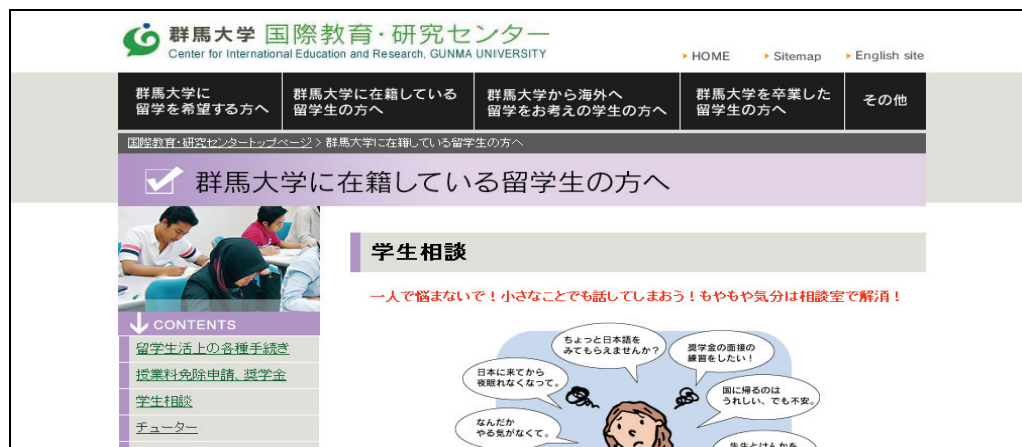 群馬大学 国際教育・研究センター
Center for International Education and Research, GUNMA UNIVERSITY
HOME Sitemap English site
群馬大学に
留学を希望する方へ
群馬大学に在籍している
留学生の方へ
群馬大学から海外へ
留学をお考えの学生の方へ
群馬大学を卒業した
留学生の方へ
その他
国際教育・研究センタートップページ > 群馬大学に在籍している留学生の方へ
群馬大学に在籍している留学生の方へ
学生相談
一人で悩まないで！小さなことでも話してしまおう！もやもや気分は相談室で解消！
CONTENTS
留学生活上の各種手続き
授業料免除申請、奨学金
学生相談
チューター
ちょっと日本語を
みてもらえませんか？
奨学金の面接の
練習をしたい！
日本に来てから
夜眠れなくなって。
国に帰るのは
うれしい、でも不安。
なんだか
やる気がなくて。
先生とけんかを